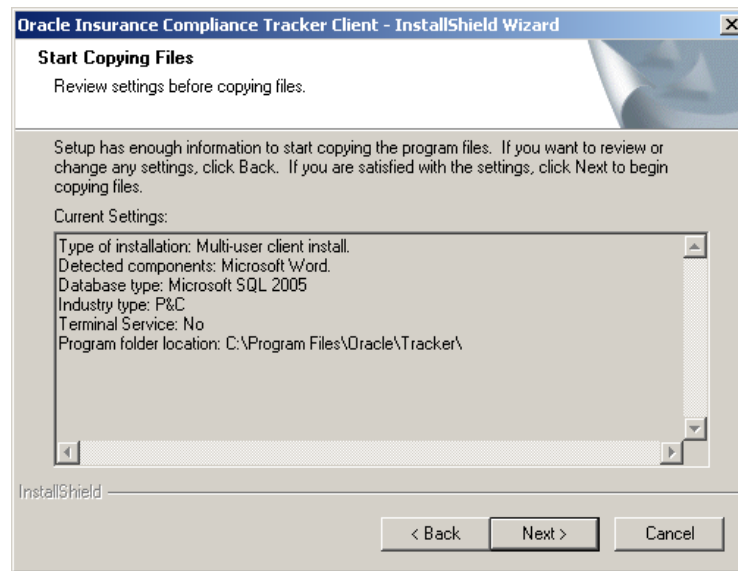 Oracle Insurance Compliance Tracker Client - InstallShield Wizard
Start Copying Files
Review settings before copying files.
Setup has enough information to start copying the program files. If you want to review or
change any settings, click Back. If you are satisfied with the settings, click Next to begin
copying files.
Current Settings:
Type of installation: Multi-user client install.
Detected components: Microsoft Word.
Database type: Microsoft SQL 2005
Industry type: P&C
Terminal Service: No
Program folder location: C:\Program Files\Oracle\Tracker\
InstallShield
< Back Next > Cancel